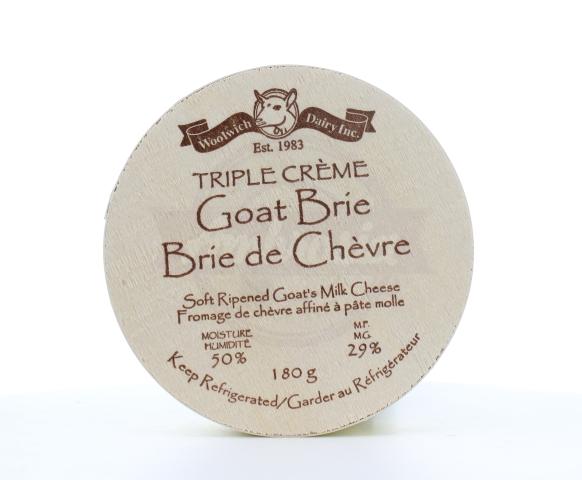 Woolwich Dairy Inc.
Est. 1983
TRIPLE CRÈME
Goat Brie
Brie de Chèvre
Soft Ripened Goat's Milk Cheese
Fromage de chèvre affiné à pâte molle
MOISTURE
HUMIDITÉ
50%
M.F.
M.G.
29%
180 g
Keep Refrigerated/Garder au Réfrigérateur